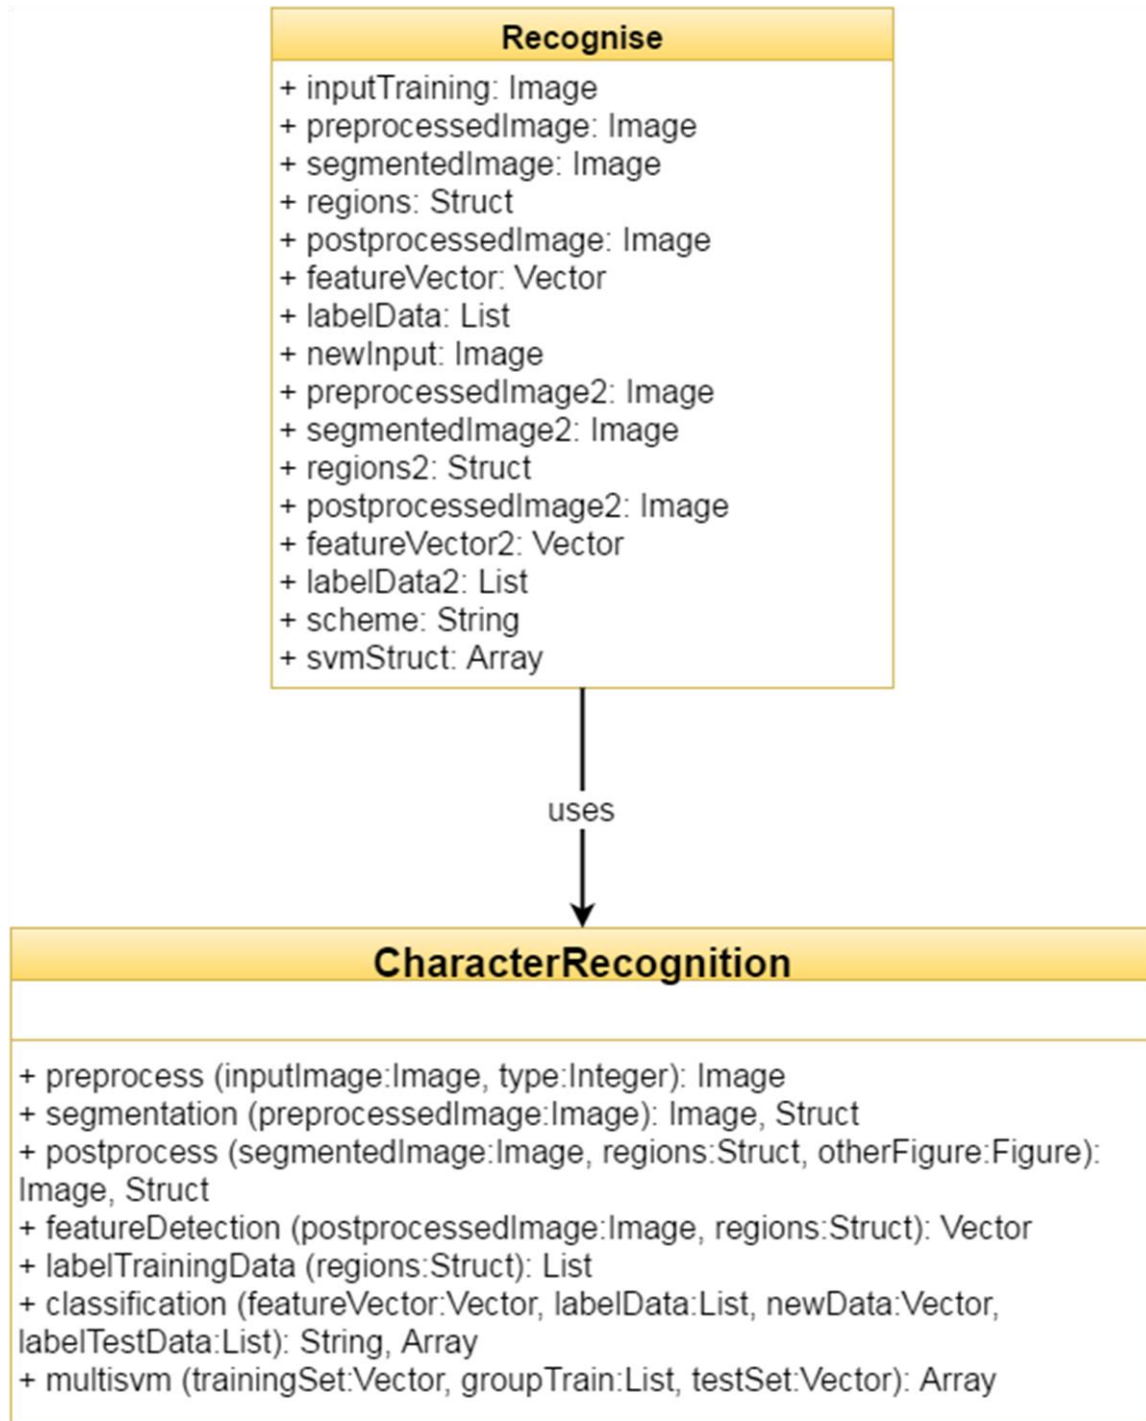 Recognise
+ inputTraining: Image
+ preprocessedImage: Image
+ segmentedImage: Image
+ regions: Struct
+ postprocessedImage: Image
+ featureVector: Vector
+ labelData: List
+ newInput: Image
+ preprocessedImage2: Image
+ segmentedImage2: Image
+ regions2: Struct
+ postprocessedImage2: Image
+ featureVector2: Vector
+ labelData2: List
+ scheme: String
+ svmStruct: Array
uses
CharacterRecognition
+ preprocess (inputImage:Image, type:Integer): Image
+ segmentation (preprocessedImage:Image): Image, Struct
+ postprocess (segmentedImage:Image, regions:Struct, otherFigure:Figure):
Image, Struct
+ featureDetection (postprocessedImage:Image, regions:Struct): Vector
+ labelTrainingData (regions:Struct): List
+ classification (featureVector:Vector, labelData:List, newData:Vector,
labelTestData:List): String, Array
+ multisvm (trainingSet:Vector, groupTrain:List, testSet:Vector): Array